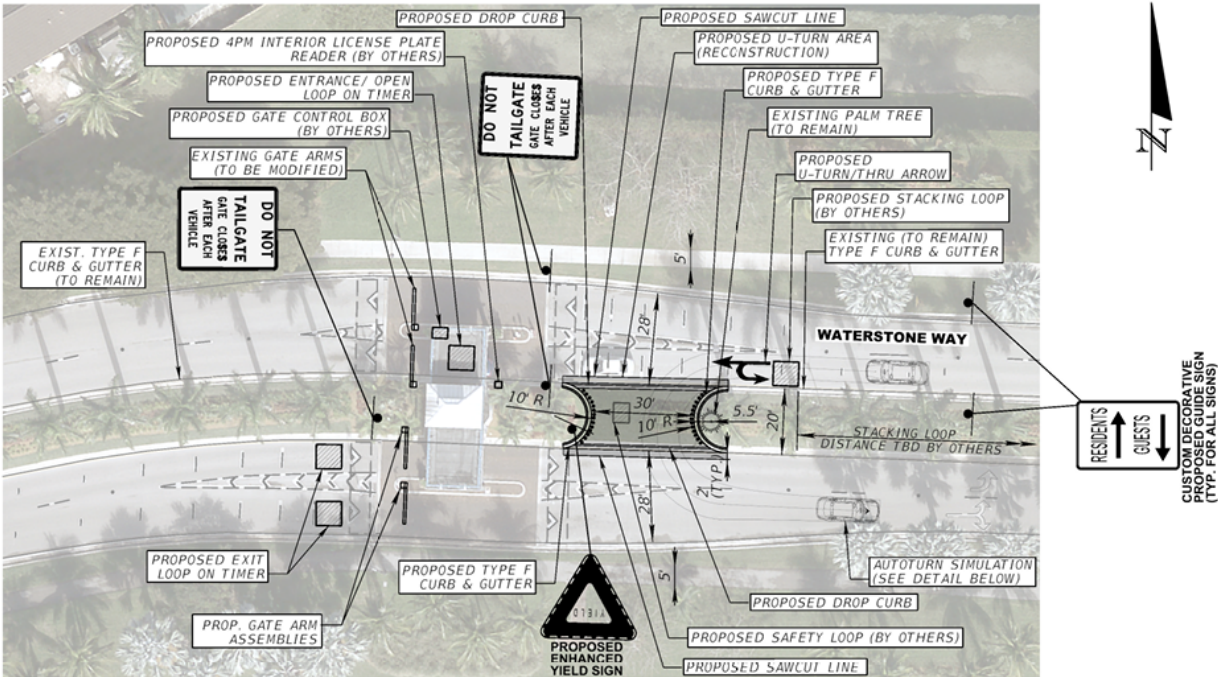 PROPOSED DROP CURB
PROPOSED SAWCUT LINE
PROPOSED 4PM INTERIOR LICENSE PLATE
READER (BY OTHERS)
PROPOSED U-TURN AREA
(RECONSTRUCTION)
PROPOSED ENTRANCE/ OPEN
LOOP ON TIMER
DO NOT
TAILGATE
GATE CLOSES
AFTER EACH
VEHICLE
PROPOSED TYPE F
CURB & GUTTER
PROPOSED GATE CONTROL BOX
(BY OTHERS)
EXISTING PALM TREE
(TO REMAIN)
N
EXISTING GATE ARMS
(TO BE MODIFIED)
PROPOSED
U-TURN/THRU ARROW
DO NOT
TAILGATE
GATE CLOSES
AFTER EACH
VEHICLE
PROPOSED STACKING LOOP
(BY OTHERS)
EXIST. TYPE F
CURB & GUTTER
(TO REMAIN)
5'
EXISTING (TO REMAIN)
TYPE F CURB & GUTTER
28'
WATERSTONE WAY
10' R
30'
10' R
5.5'
20'
STACKING LOOP
DISTANCE TBD BY OTHERS
RESIDENTS
GUESTS
CUSTOM DECORATIVE
PROPOSED GUIDE SIGN
(TYP. FOR ALL SIGNS)
28'
2'
(TYP.)
PROPOSED EXIT
LOOP ON TIMER
PROPOSED TYPE F
CURB & GUTTER
5'
AUTOTURN SIMULATION
(SEE DETAIL BELOW)
PROP. GATE ARM
ASSEMBLIES
YIELD
PROPOSED DROP CURB
PROPOSED SAFETY LOOP (BY OTHERS)
PROPOSED
ENHANCED
YIELD SIGN
PROPOSED SAWCUT LINE